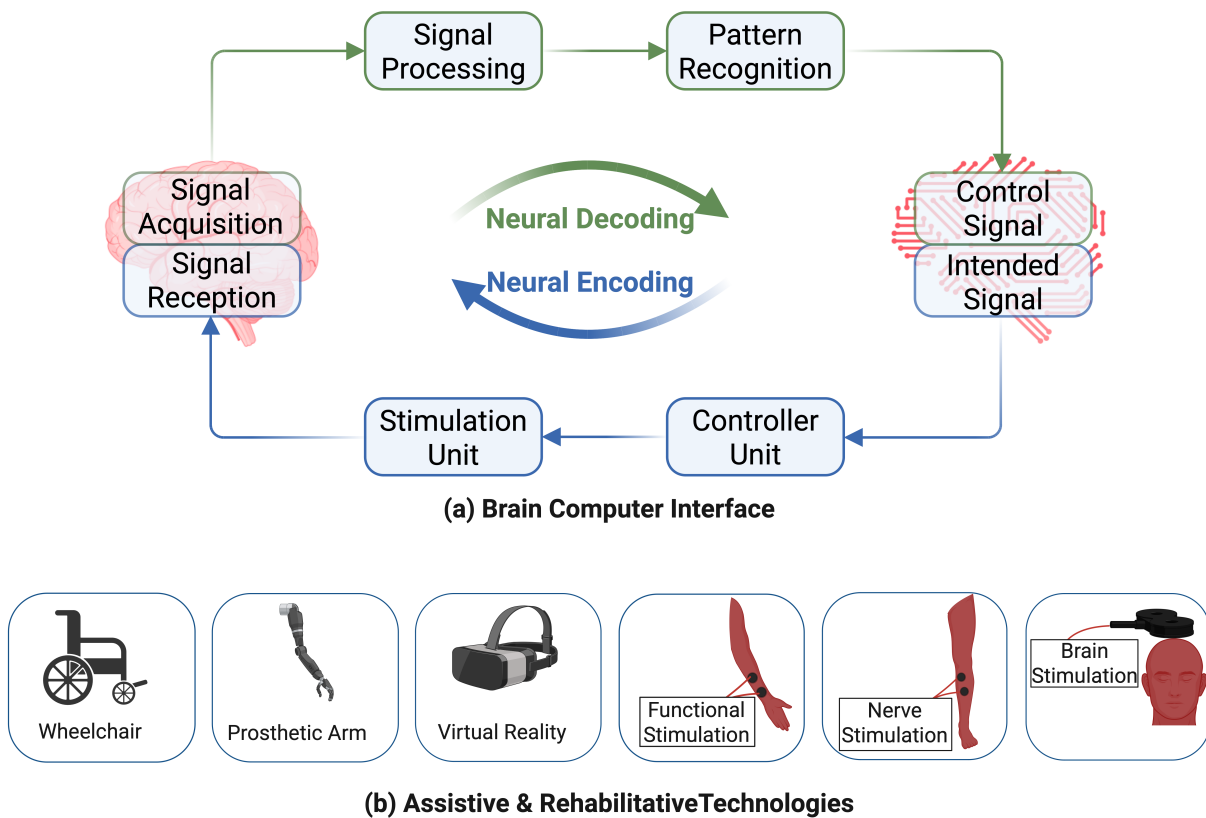 Signal
Processing
Pattern
Recognition
Signal
Acquisition
Signal
Reception
Neural Decoding
Neural Encoding
Control
Signal
Intended
Signal
Stimulation
Unit
Controller
Unit
(a) Brain Computer Interface
Wheelchair
Prosthetic Arm
Virtual Reality
Functional
Stimulation
Nerve
Stimulation
Brain
Stimulation
(b) Assistive & RehabilitativeTechnologies